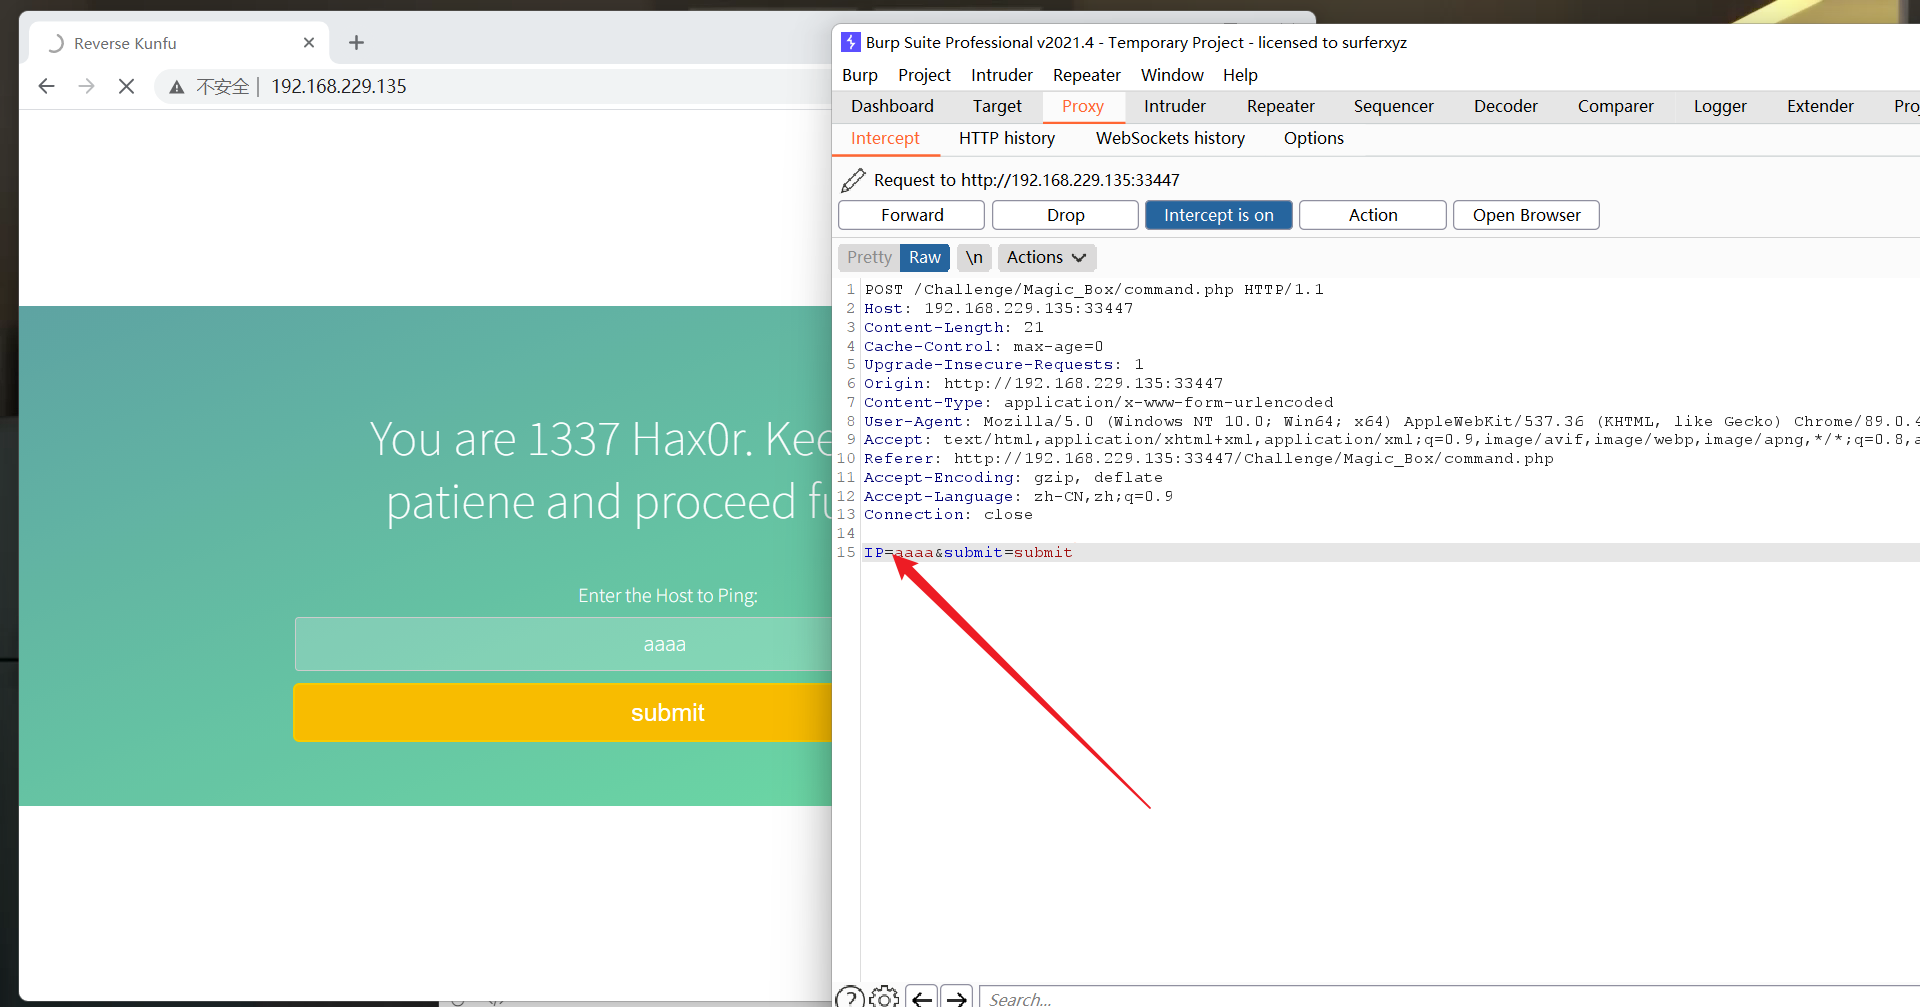 Reverse Kunfu
不安全 | 192.168.229.135
You are 1337 Hax0r. Kee
patiene and proceed fu
Enter the Host to Ping:
aaaa
submit
Burp Suite Professional v2021.4 - Temporary Project - licensed to surferxyz
Burp Project Intruder Repeater Window Help
Dashboard Target Proxy Intruder Repeater Sequencer Decoder Comparer Logger Extender Pro
Intercept HTTP history WebSockets history Options
Request to http://192.168.229.135:33447
Forward Drop Intercept is on Action Open Browser
Pretty Raw \n Actions
1 POST /Challenge/Magic_Box/command.php HTTP/1.1
2 Host: 192.168.229.135:33447
3 Content-Length: 21
4 Cache-Control: max-age=0
5 Upgrade-Insecure-Requests: 1
6 Origin: http://192.168.229.135:33447
7 Content-Type: application/x-www-form-urlencoded
8 User-Agent: Mozilla/5.0 (Windows NT 10.0; Win64; x64) AppleWebKit/537.36 (KHTML, like Gecko) Chrome/89.0.4
9 Accept: text/html,application/xhtml+xml,application/xml;q=0.9,image/avif,image/webp,image/apng,*/*;q=0.8,a
10 Referer: http://192.168.229.135:33447/Challenge/Magic_Box/command.php
11 Accept-Encoding: gzip, deflate
12 Accept-Language: zh-CN,zh;q=0.9
13 Connection: close
14
15 IP=aaaa&submit=submit
Search...